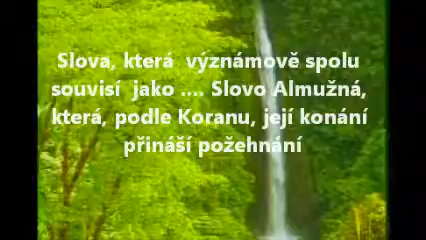 Slova, která významově spolu
souvisí jako .... Slovo Almužná,
která, podle Koranu, její konání
přináší požehnání